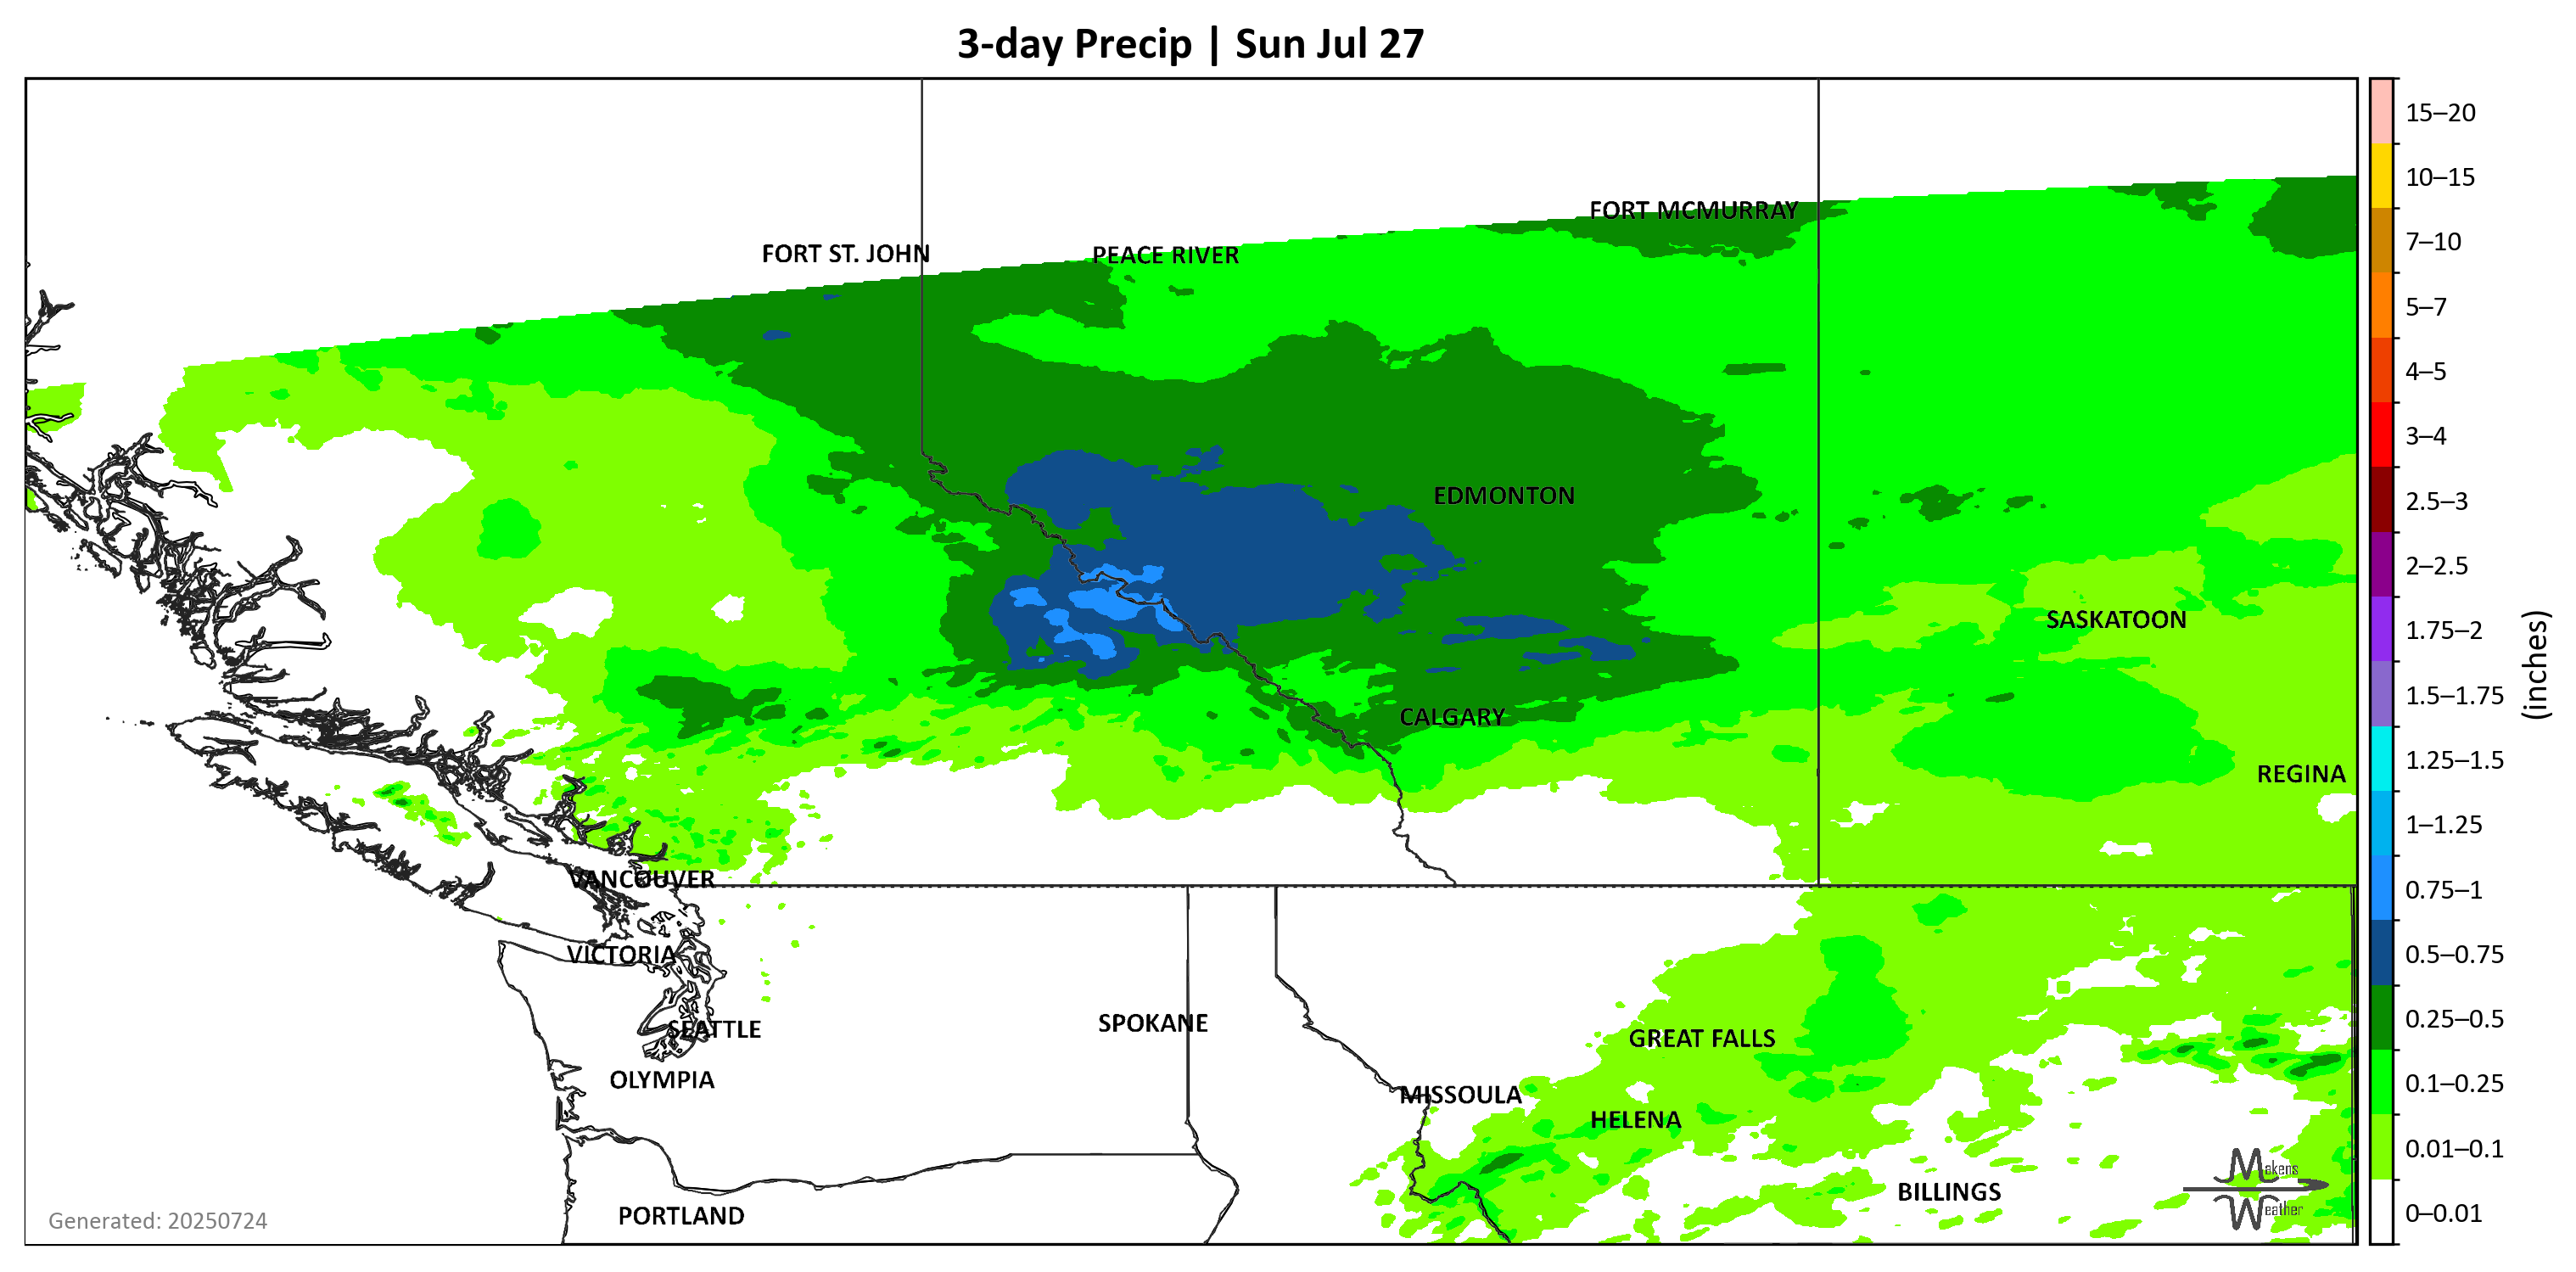 3-day Precip | Sun Jul 27
FORT MCMURRAY
FORT ST. JOHN
PEACE RIVER
EDMONTON
SASKATOON
CALGARY
REGINA
VANCOUVER
VICTORIA
SPOKANE
SEATTLE
GREAT FALLS
OLYMPIA
MISSOULA
HELENA
BILLINGS
PORTLAND
Makens
Weather
Generated: 20250724
15–20
10–15
7–10
5–7
4–5
3–4
2.5–3
2–2.5
1.75–2
1.5–1.75
1.25–1.5
1–1.25
0.75–1
0.5–0.75
0.25–0.5
0.1–0.25
0.01–0.1
0–0.01
(inches)